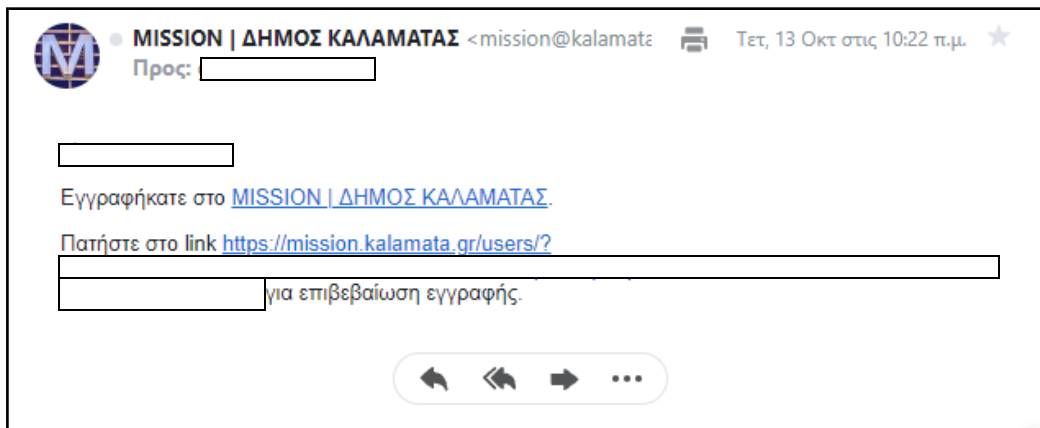 MISSION | ΔΗΜΟΣ ΚΑΛΑΜΑΤΑΣ <mission@kalamata Τετ, 13 Οκτ στις 10:22 π.μ.
Προς:
Εγγραφήκατε στο MISSION | ΔΗΜΟΣ ΚΑΛΑΜΑΤΑΣ.
Πατήστε στο link https://mission.kalamata.gr/users/?
για επιβεβαίωση εγγραφής.